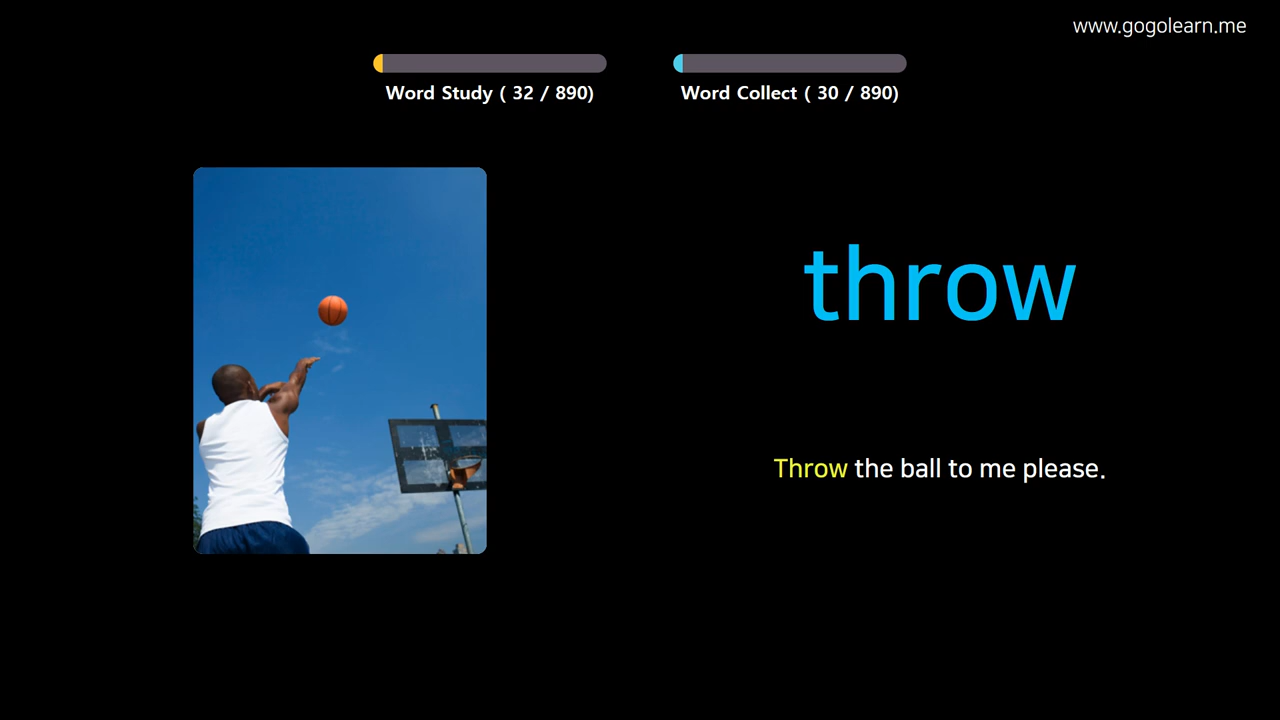 www.gogolearn.me
Word Study ( 32 / 890)
Word Collect ( 30 / 890)
throw
Throw the ball to me please.